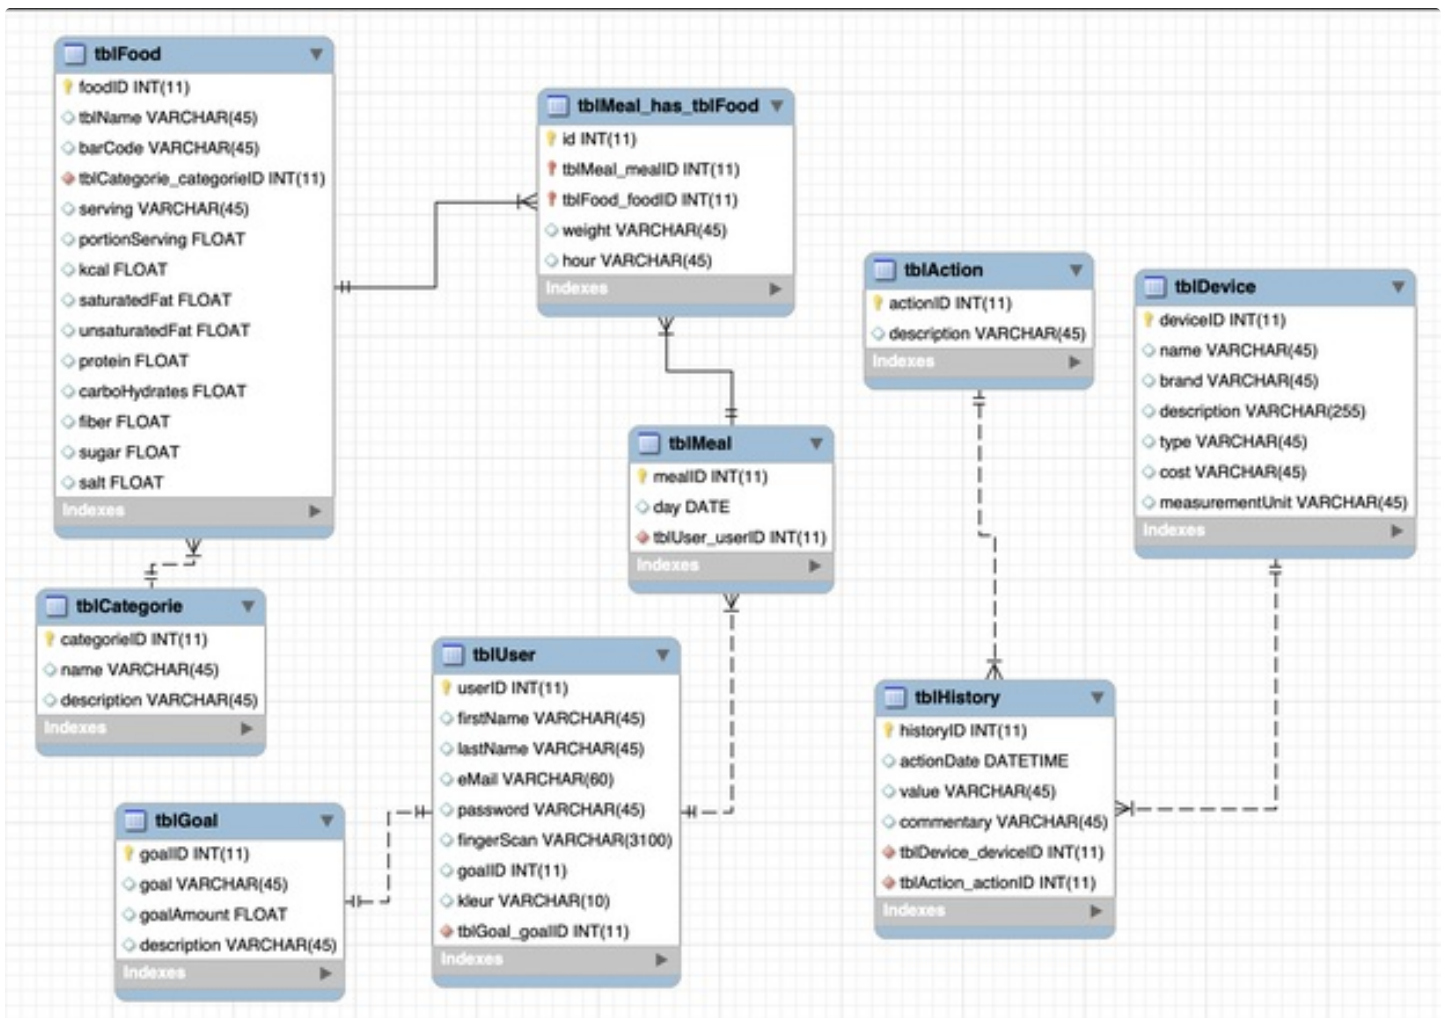 tblFood
foodID INT(11)
tblName VARCHAR(45)
barCode VARCHAR(45)
tblCategorie_categorieID INT(11)
serving VARCHAR(45)
portionServing FLOAT
kcal FLOAT
saturatedFat FLOAT
unsaturatedFat FLOAT
protein FLOAT
carboHydrates FLOAT
fiber FLOAT
sugar FLOAT
salt FLOAT
Indexes
tblMeal_has_tblFood
id INT(11)
tblMeal_mealID INT(11)
tblFood_foodID INT(11)
weight VARCHAR(45)
hour VARCHAR(45)
Indexes
tblAction
actionID INT(11)
description VARCHAR(45)
Indexes
tblDevice
deviceID INT(11)
name VARCHAR(45)
brand VARCHAR(45)
description VARCHAR(255)
type VARCHAR(45)
cost VARCHAR(45)
measurementUnit VARCHAR(45)
Indexes
tblMeal
mealID INT(11)
day DATE
tblUser_userID INT(11)
Indexes
tblCategorie
categorieID INT(11)
name VARCHAR(45)
description VARCHAR(45)
Indexes
tblUser
userID INT(11)
firstName VARCHAR(45)
lastName VARCHAR(45)
eMail VARCHAR(60)
password VARCHAR(45)
fingerScan VARCHAR(3100)
goalID INT(11)
kleur VARCHAR(10)
tblGoal_goalID INT(11)
Indexes
tblHistory
historyID INT(11)
actionDate DATETIME
value VARCHAR(45)
commentary VARCHAR(45)
tblDevice_deviceID INT(11)
tblAction_actionID INT(11)
Indexes
tblGoal
goalID INT(11)
goal VARCHAR(45)
goalAmount FLOAT
description VARCHAR(45)
Indexes